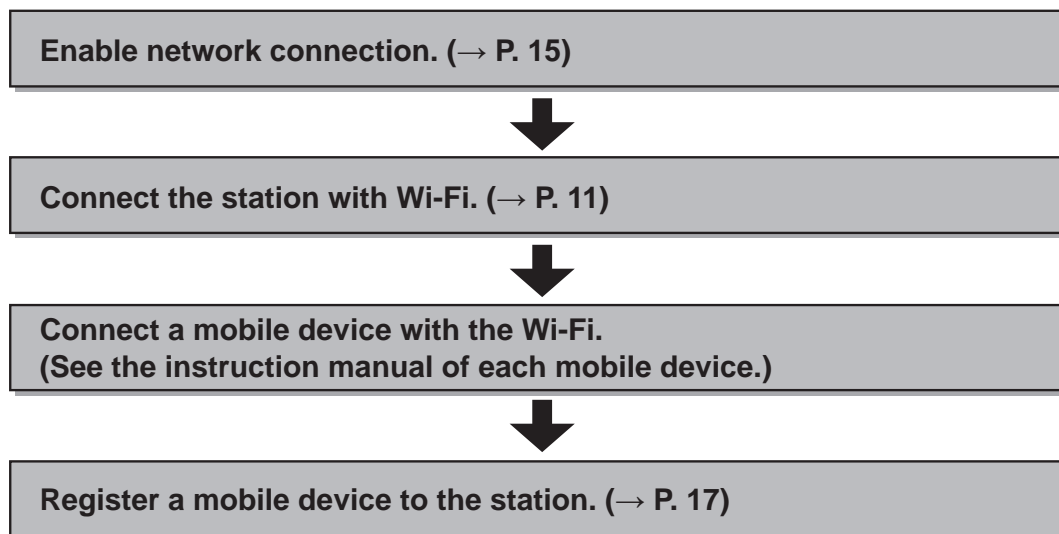 Enable network connection. (→ P. 15)
Connect the station with Wi-Fi. (→ P. 11)
Connect a mobile device with the Wi-Fi.
(See the instruction manual of each mobile device.)
Register a mobile device to the station. (→ P. 17)